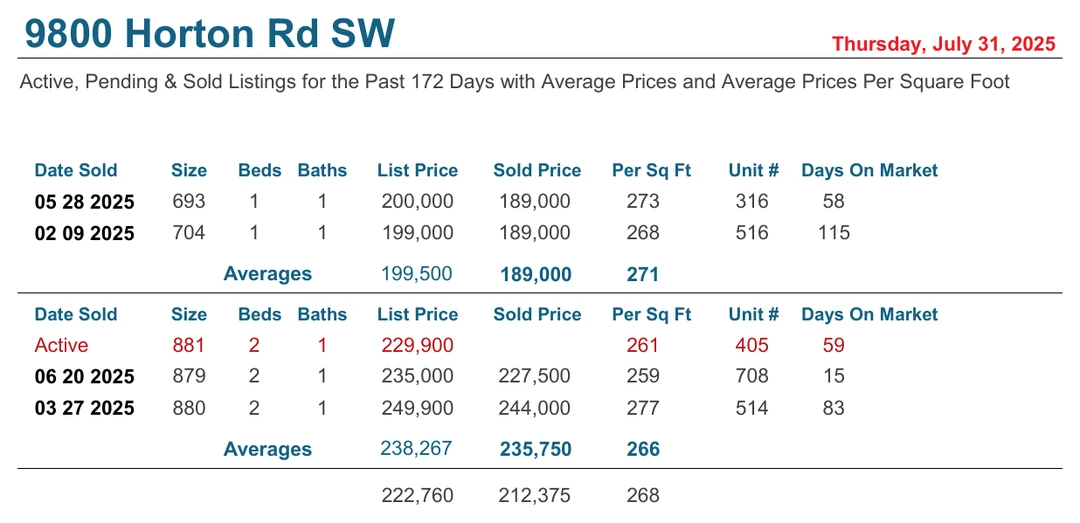 9800 Horton Rd SW
Thursday, July 31, 2025
Active, Pending & Sold Listings for the Past 172 Days with Average Prices and Average Prices Per Square Foot
Date Sold Size Beds Baths List Price Sold Price Per Sq Ft Unit # Days On Market
05 28 2025 693 1 1 200,000 189,000 273 316 58
02 09 2025 704 1 1 199,000 189,000 268 516 115
Averages 199,500 189,000 271
Date Sold Size Beds Baths List Price Sold Price Per Sq Ft Unit # Days On Market
Active 881 2 1 229,900 261 405 59
06 20 2025 879 2 1 235,000 227,500 259 708 15
03 27 2025 880 2 1 249,900 244,000 277 514 83
Averages 238,267 235,750 266
222,760 212,375 268